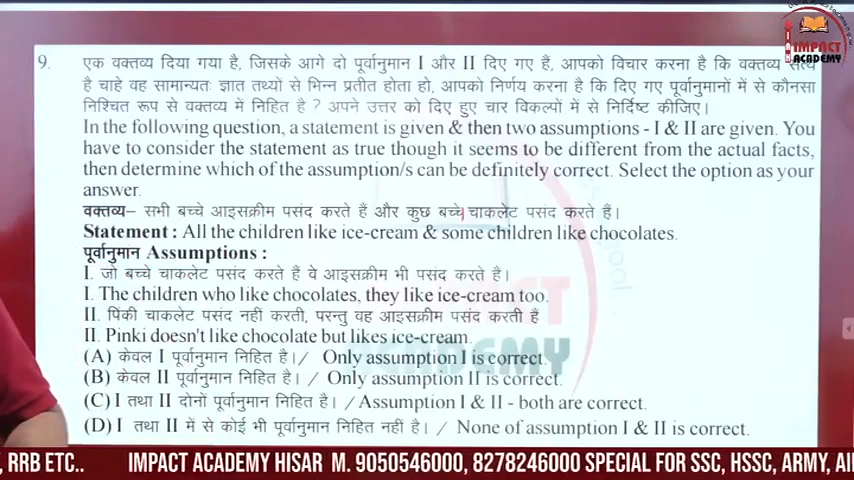 IMPACT
ACADEMY
9. एक वक्तव्य दिया गया है, जिसके आगे दो पूर्वानुमान I और II दिए गए हैं, आपको विचार करना है कि वक्तव्य सत्य
है चाहे वह सामान्यतः ज्ञात तथ्यों से भिन्न प्रतीत होता हो, आपको निर्णय करना है कि दिए गए पूर्वानुमानों में से कौनसा
निश्चित रूप से वक्तव्य में निहित है ? अपने उत्तर को दिए हुए चार विकल्पों में से निर्दिष्ट कीजिए।
In the following question, a statement is given & then two assumptions - I & II are given. You
have to consider the statement as true though it seems to be different from the actual facts,
then determine which of the assumption/s can be definitely correct. Select the option as your
answer.
वक्तव्य– सभी बच्चे आइसक्रीम पसंद करते हैं और कुछ बच्चे चाकलेट पसंद करते हैं।
Statement : All the children like ice-cream & some children like chocolates.
पूर्वानुमान Assumptions :
I. जो बच्चे चाकलेट पसंद करते हैं वे आइसक्रीम भी पसंद करते हैं।
I. The children who like chocolates, they like ice-cream too.
II. पिंकी चाकलेट पसंद नहीं करती, परन्तु वह आइसक्रीम पसंद करती हैं
II. Pinki doesn't like chocolate but likes ice-cream.
(A) केवल I पूर्वानुमान निहित है। / Only assumption I is correct.
(B) केवल II पूर्वानुमान निहित है। / Only assumption II is correct.
(C) I तथा II दोनों पूर्वानुमान निहित है। / Assumption I & II - both are correct.
(D) I तथा II में से कोई भी पूर्वानुमान निहित नहीं है। / None of assumption I & II is correct.
, RRB ETC.. IMPACT ACADEMY HISAR M. 9050546000, 8278246000 SPECIAL FOR SSC, HSSC, ARMY, AI